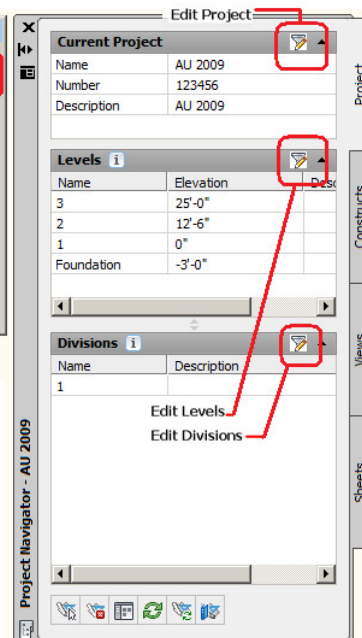 Edit Project
Current Project
Name AU 2009
Number 123456
Description AU 2009
Levels i
Name Elevation Desc
3 25'-0"
2 12'-6"
1 0"
Foundation -3'-0"
Divisions i
Name Description
1
Edit Levels
Edit Divisions
Project Navigator - AU 2009
Project
Constructs
Views
Sheets